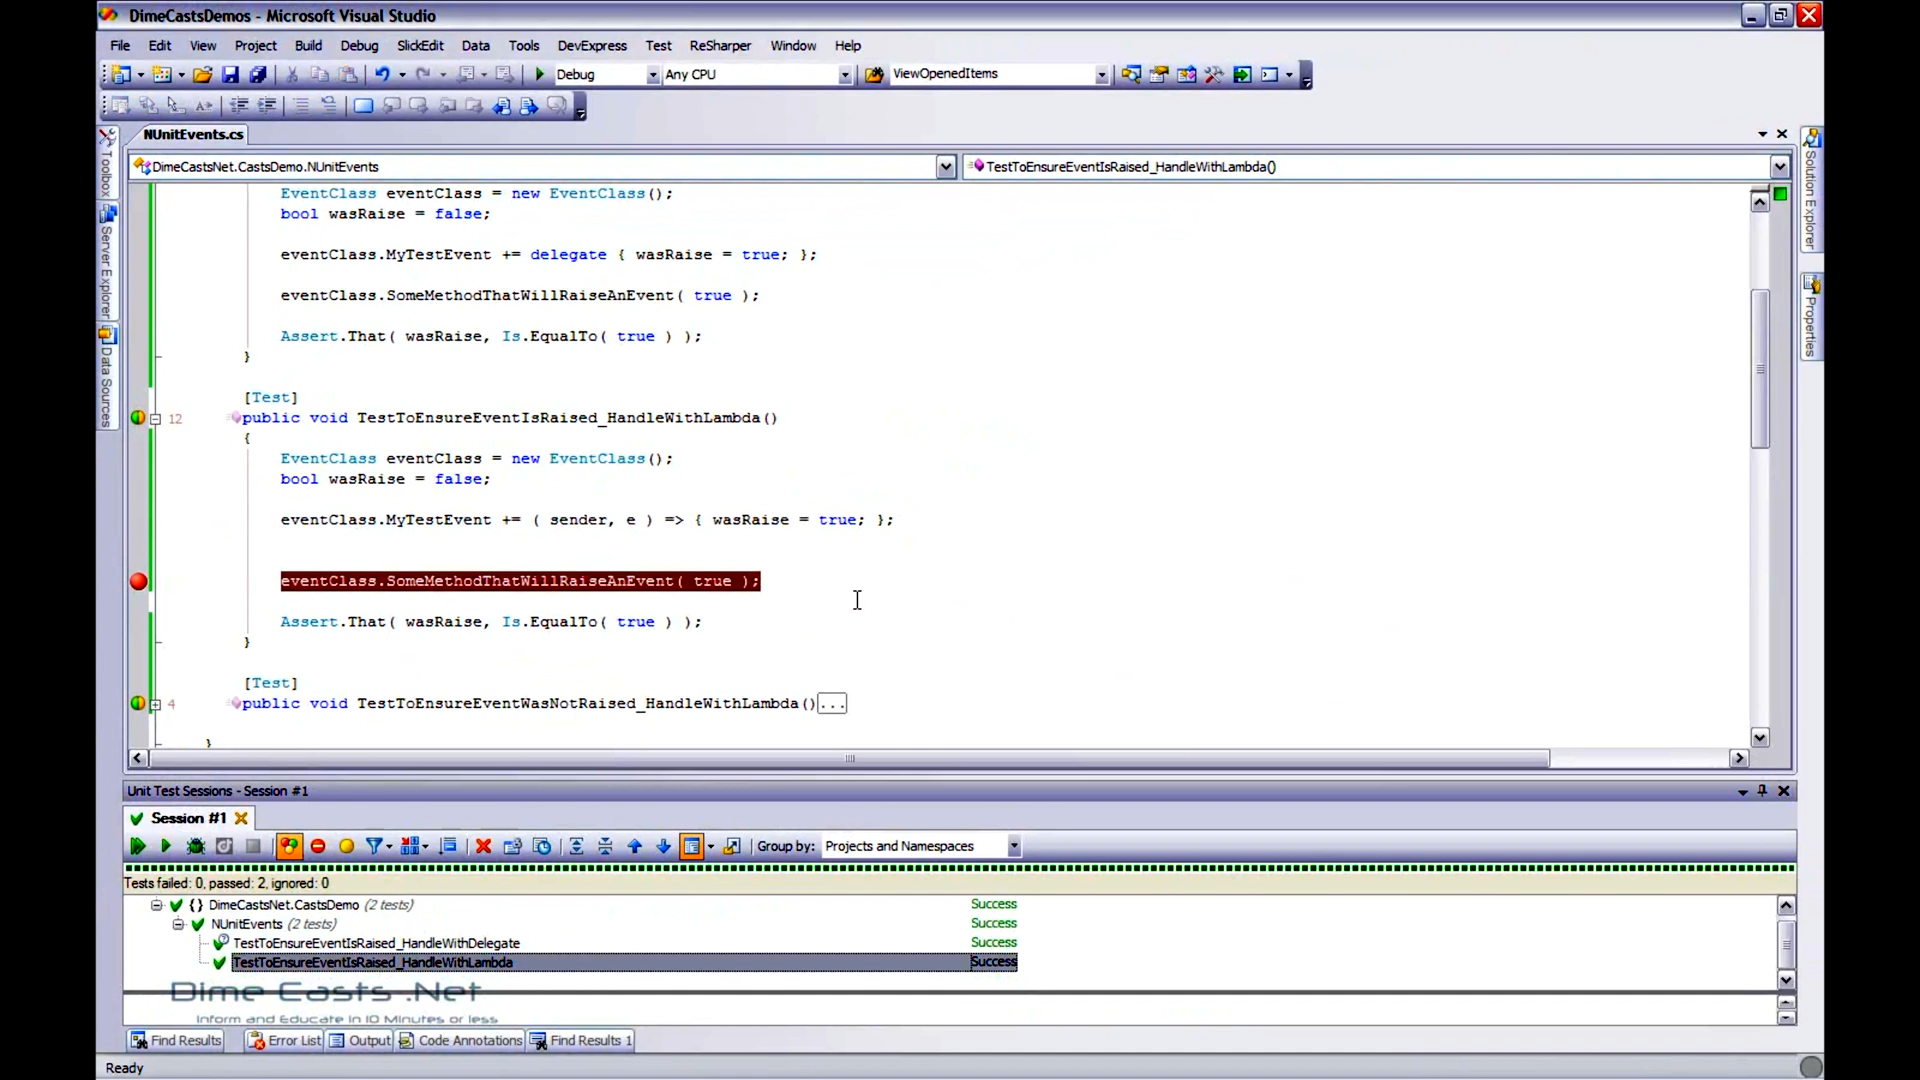 DimeCastsDemos - Microsoft Visual Studio
File Edit View Project Build Debug SlickEdit Data Tools DevExpress Test ReSharper Window Help
Debug Any CPU ViewOpenedItems
NUnitEvents.cs
DimeCastsNet.CastsDemo.NUnitEvents TestToEnsureEventIsRaised_HandleWithLambda()
Toolbox
Server Explorer
Data Sources
Solution Explorer
Properties
EventClass eventClass = new EventClass();
bool wasRaise = false;
eventClass.MyTestEvent += delegate { wasRaise = true; };
eventClass.SomeMethodThatWillRaiseAnEvent( true );
Assert.That( wasRaise, Is.EqualTo( true ) );
}
[Test]
12 public void TestToEnsureEventIsRaised_HandleWithLambda()
{
EventClass eventClass = new EventClass();
bool wasRaise = false;
eventClass.MyTestEvent += ( sender, e ) => { wasRaise = true; };
eventClass.SomeMethodThatWillRaiseAnEvent( true );
Assert.That( wasRaise, Is.EqualTo( true ) );
}
[Test]
4 public void TestToEnsureEventWasNotRaised_HandleWithLambda()...
}
Unit Test Sessions - Session #1
Session #1
Group by: Projects and Namespaces
Tests failed: 0, passed: 2, ignored: 0
{} DimeCastsNet.CastsDemo (2 tests) Success
NUnitEvents (2 tests) Success
TestToEnsureEventIsRaised_HandleWithDelegate Success
TestToEnsureEventIsRaised_HandleWithLambda Success
Dime Casts .Net
Inform and Educate in 10 Minutes or less
Find Results Error List Output Code Annotations Find Results 1
Ready